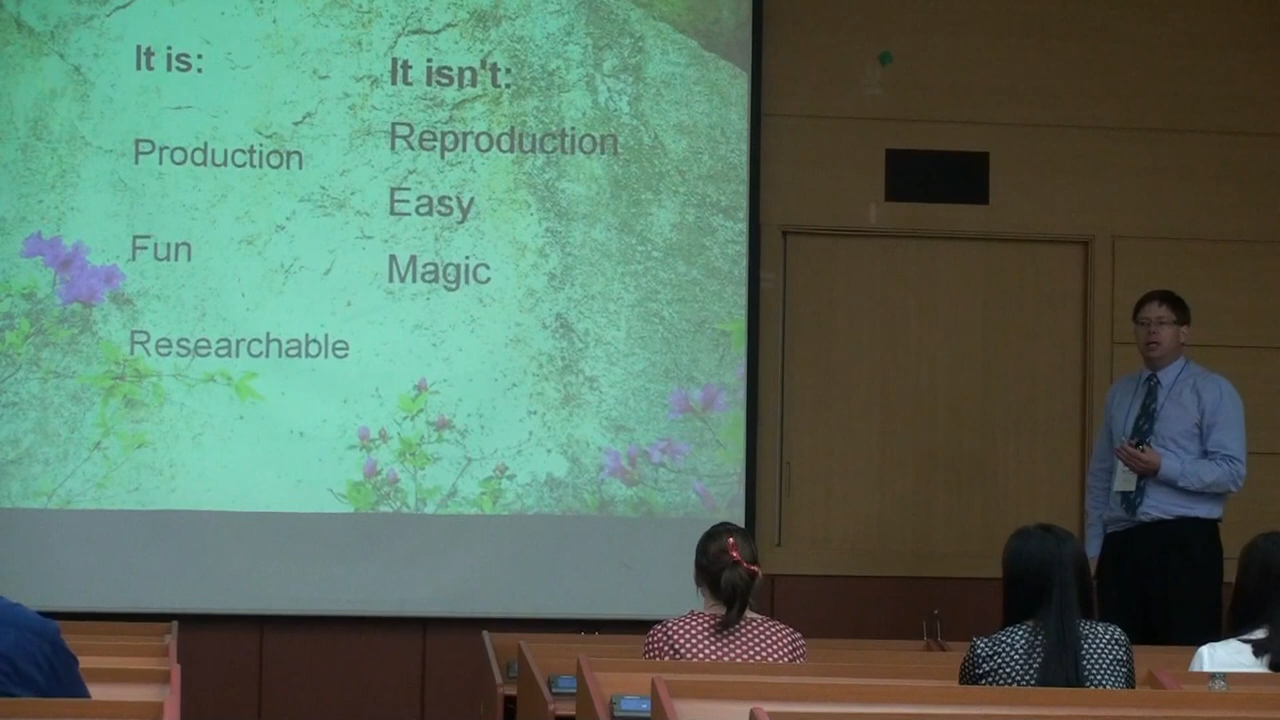 It is:
Production
Fun
Researchable
It isn't:
Reproduction
Easy
Magic